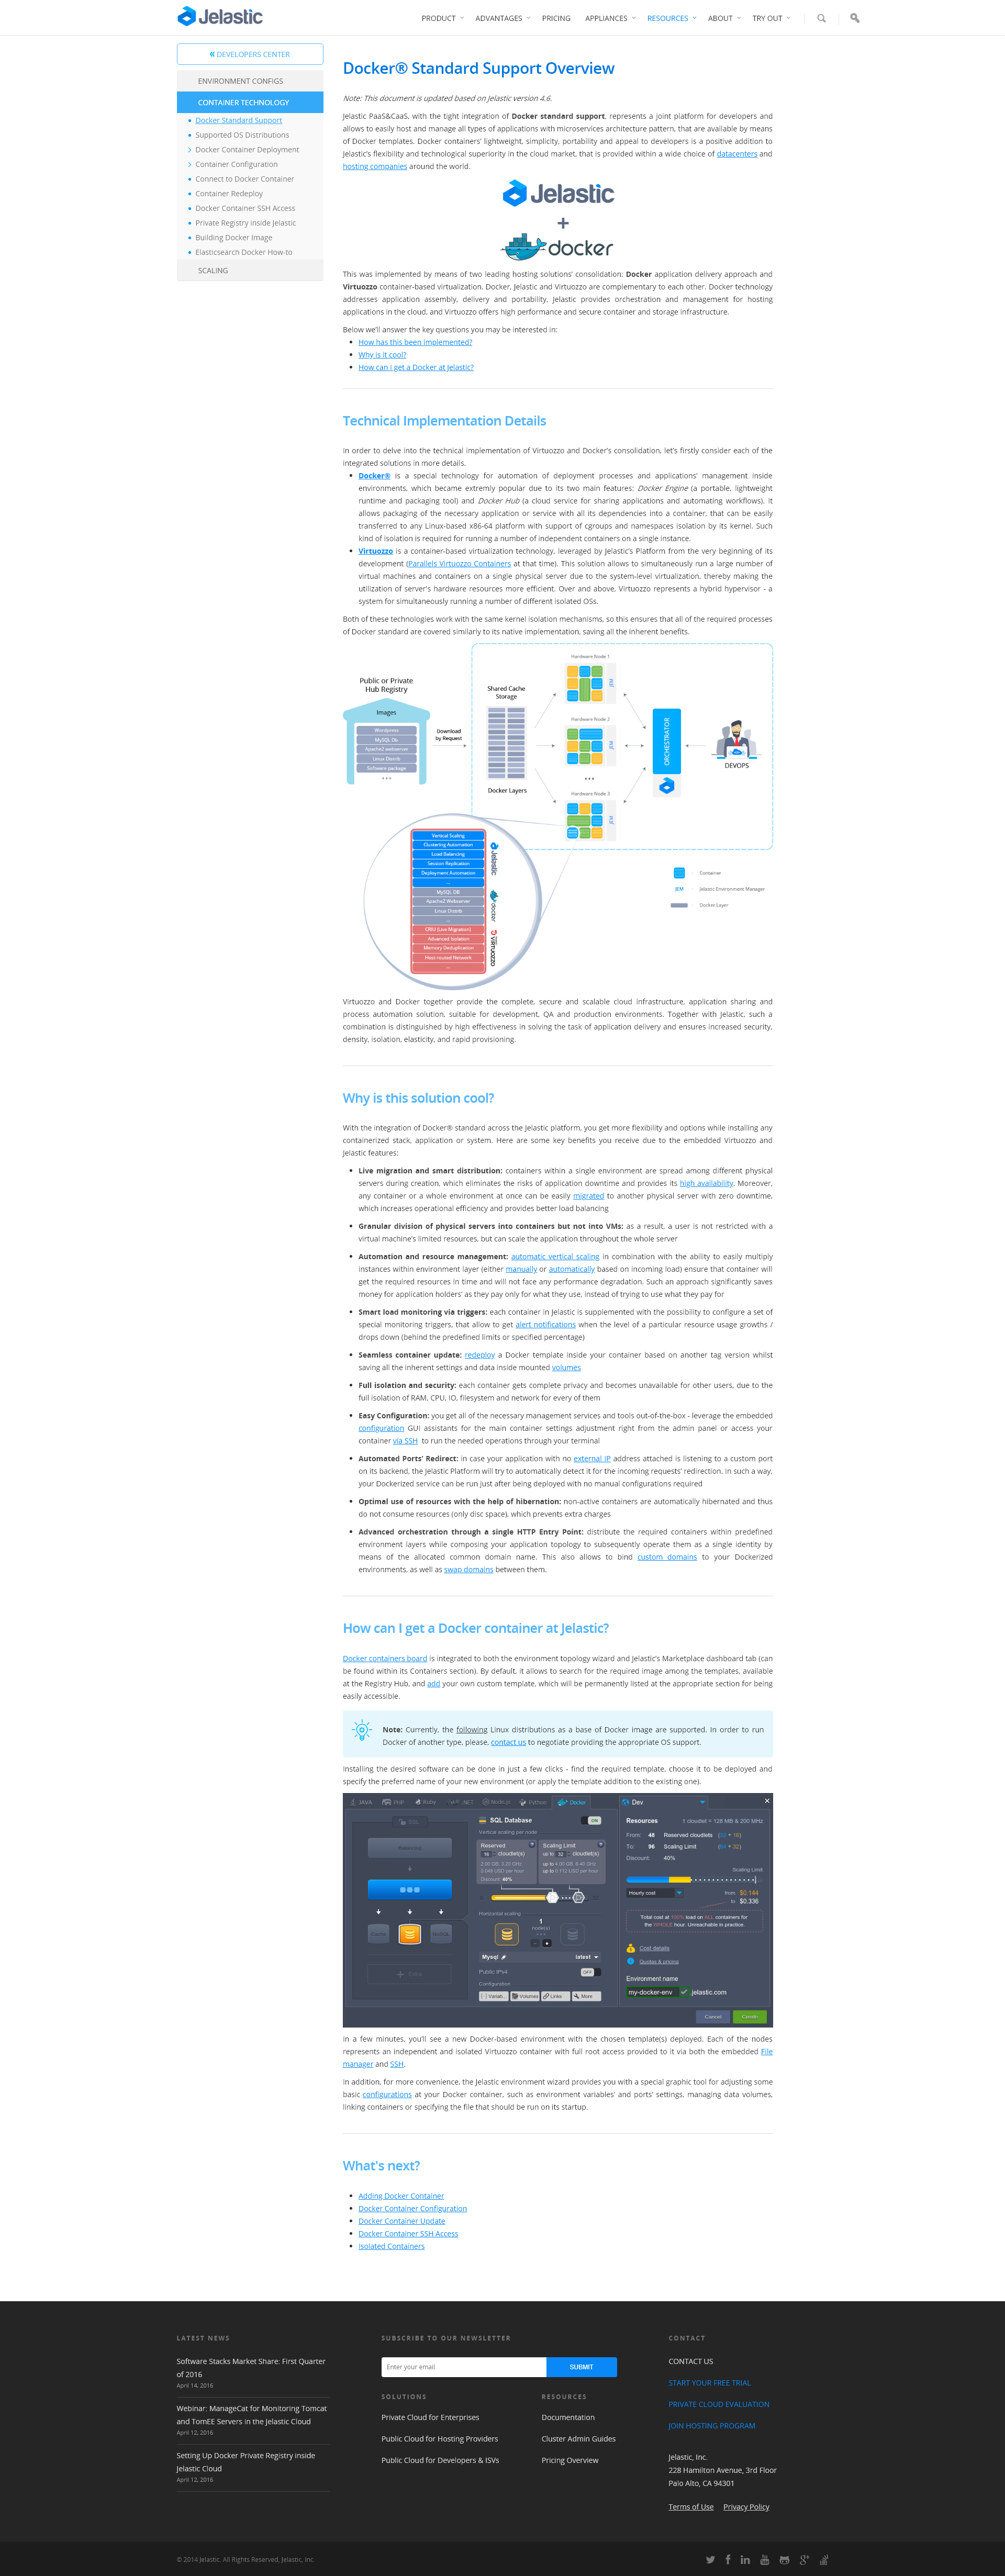 Jelastic
PRODUCT ADVANTAGES PRICING APPLIANCES RESOURCES ABOUT TRY OUT
« DEVELOPERS CENTER
ENVIRONMENT CONFIGS
CONTAINER TECHNOLOGY
Docker Standard Support
Supported OS Distributions
Docker Container Deployment
Container Configuration
Connect to Docker Container
Container Redeploy
Docker Container SSH Access
Private Registry inside Jelastic
Building Docker Image
Elasticsearch Docker How-to
SCALING
Docker® Standard Support Overview
Note: This document is updated based on Jelastic version 4.6.
Jelastic PaaS&CaaS, with the tight integration of Docker standard support, represents a joint platform for developers and
allows to easily host and manage all types of applications with microservices architecture pattern, that are available by means
of Docker templates. Docker containers' lightweight, simplicity, portability and appeal to developers is a positive addition to
Jelastic's flexibility and technological superiority in the cloud market, that is provided within a wide choice of datacenters and
hosting companies around the world.
Jelastic
+
docker
This was implemented by means of two leading hosting solutions' consolidation: Docker application delivery approach and
Virtuozzo container-based virtualization. Docker, Jelastic and Virtuozzo are complementary to each other. Docker technology
addresses application assembly, delivery and portability, Jelastic provides orchestration and management for hosting
applications in the cloud, and Virtuozzo offers high performance and secure container and storage infrastructure.
Below we'll answer the key questions you may be interested in:
How has this been implemented?
Why is it cool?
How can I get a Docker at Jelastic?
Technical Implementation Details
In order to delve into the technical implementation of Virtuozzo and Docker's consolidation, let's firstly consider each of the
integrated solutions in more details.
Docker® is a special technology for automation of deployment processes and applications' management inside
environments, which became extremly popular due to its two main features: Docker Engine (a portable, lightweight
runtime and packaging tool) and Docker Hub (a cloud service for sharing applications and automating workflows). It
allows packaging of the necessary application or service with all its dependencies into a container, that can be easily
transferred to any Linux-based x86-64 platform with support of cgroups and namespaces isolation by its kernel. Such
kind of isolation is required for running a number of independent containers on a single instance.
Virtuozzo is a container-based virtualization technology, leveraged by Jelastic's Platform from the very beginning of its
development (Parallels Virtuozzo Containers at that time). This solution allows to simultaneously run a large number of
virtual machines and containers on a single physical server due to the system-level virtualization, thereby making the
utilization of server's hardware resources more efficient. Over and above, Virtuozzo represents a hybrid hypervisor - a
system for simultaneously running a number of different isolated OSs.
Both of these technologies work with the same kernel isolation mechanisms, so this ensures that all of the required processes
of Docker standard are covered similarly to its native implementation, saving all the inherent benefits.
Public or Private
Hub Registry
Images
Wordpress
MySQL Db
Apache2 webserver
Linux Distrib
Software package
Download
by Request
Shared Cache
Storage
Docker Layers
Hardware Node 1
JEM
Hardware Node 2
JEM
Hardware Node 3
JEM
ORCHESTRATOR
DEVOPS
Vertical Scaling
Clustering Automation
Load Balancing
Session Replication
Deployment Automation
...
MySQL DB
Apache2 Webserver
Linux Distrib
...
CRIU (Live Migration)
Advanced Isolation
Memory Deduplication
Host-routed Network
...
Jelastic
docker
VIRTUOZZO
Container
JEM - Jelastic Environment Manager
Docker Layer
Virtuozzo and Docker together provide the complete, secure and scalable cloud infrastructure, application sharing and
process automation solution, suitable for development, QA and production environments. Together with Jelastic, such a
combination is distinguished by high effectiveness in solving the task of application delivery and ensures increased security,
density, isolation, elasticity, and rapid provisioning.
Why is this solution cool?
With the integration of Docker® standard across the Jelastic platform, you get more flexibility and options while installing any
containerized stack, application or system. Here are some key benefits you receive due to the embedded Virtuozzo and
Jelastic features:
Live migration and smart distribution: containers within a single environment are spread among different physical
servers during creation, which eliminates the risks of application downtime and provides its high availability. Moreover,
any container or a whole environment at once can be easily migrated to another physical server with zero downtime,
which increases operational efficiency and provides better load balancing
Granular division of physical servers into containers but not into VMs: as a result, a user is not restricted with a
virtual machine's limited resources, but can scale the application throughout the whole server
Automation and resource management: automatic vertical scaling in combination with the ability to easily multiply
instances within environment layer (either manually or automatically based on incoming load) ensure that container will
get the required resources in time and will not face any performance degradation. Such an approach significantly saves
money for application holders' as they pay only for what they use, instead of trying to use what they pay for
Smart load monitoring via triggers: each container in Jelastic is supplemented with the possibility to configure a set of
special monitoring triggers, that allow to get alert notifications when the level of a particular resource usage growths /
drops down (behind the predefined limits or specified percentage)
Seamless container update: redeploy a Docker template inside your container based on another tag version whilst
saving all the inherent settings and data inside mounted volumes
Full isolation and security: each container gets complete privacy and becomes unavailable for other users, due to the
full isolation of RAM, CPU, IO, filesystem and network for every of them
Easy Configuration: you get all of the necessary management services and tools out-of-the-box - leverage the embedded
configuration GUI assistants for the main container settings adjustment right from the admin panel or access your
container via SSH to run the needed operations through your terminal
Automated Ports' Redirect: in case your application with no external IP address attached is listening to a custom port
on its backend, the Jelastic Platform will try to automatically detect it for the incoming requests' redirection. In such a way,
your Dockerized service can be run just after being deployed with no manual configurations required
Optimal use of resources with the help of hibernation: non-active containers are automatically hibernated and thus
do not consume resources (only disc space), which prevents extra charges
Advanced orchestration through a single HTTP Entry Point: distribute the required containers within predefined
environment layers while composing your application topology to subsequently operate them as a single identity by
means of the allocated common domain name. This also allows to bind custom domains to your Dockerized
environments, as well as swap domains between them.
How can I get a Docker container at Jelastic?
Docker containers board is integrated to both the environment topology wizard and Jelastic's Marketplace dashboard tab (can
be found within its Containers section). By default, it allows to search for the required image among the templates, available
at the Registry Hub, and add your own custom template, which will be permanently listed at the appropriate section for being
easily accessible.
Note: Currently, the following Linux distributions as a base of Docker image are supported. In order to run
Docker of another type, please, contact us to negotiate providing the appropriate OS support.
Installing the desired software can be done in just a few clicks - find the required template, choose it to be deployed and
specify the preferred name of your new environment (or apply the template addition to the existing one).
JAVA PHP Ruby .NET Node.js Python Docker
SSL
Balancing
SQL Database ON
Vertical scaling per node
Reserved
16 cloudlet(s)
Scaling Limit
up to 32 cloudlet(s)
Discount: 40%
Horizontal scaling
1
node(s)
Mysql latest
Public IPv4 OFF
Configuration
Variabl... Volumes Links More
Dev
Resources 1 cloudlet = 128 MB & 200 MHz
From: 48 Reserved cloudlets (32 + 16)
To: 96 Scaling Limit (64 + 32)
Discount: 40%
Scaling Limit
Hourly cost from $0.144
to $0.336
Total cost at 100% load on ALL containers for
the WHOLE hour. Unreachable in practice.
Cost details
Quotas & pricing
Environment name
my-docker-env .jelastic.com
Cancel Create
In a few minutes, you'll see a new Docker-based environment with the chosen template(s) deployed. Each of the nodes
represents an independent and isolated Virtuozzo container with full root access provided to it via both the embedded File
manager and SSH.
In addition, for more convenience, the Jelastic environment wizard provides you with a special graphic tool for adjusting some
basic configurations at your Docker container, such as environment variables' and ports' settings, managing data volumes,
linking containers or specifying the file that should be run on its startup.
What's next?
Adding Docker Container
Docker Container Configuration
Docker Container Update
Docker Container SSH Access
Isolated Containers
LATEST NEWS
Software Stacks Market Share: First Quarter
of 2016
April 14, 2016
Webinar: ManageCat for Monitoring Tomcat
and TomEE Servers in the Jelastic Cloud
April 12, 2016
Setting Up Docker Private Registry inside
Jelastic Cloud
April 12, 2016
SUBSCRIBE TO OUR NEWSLETTER
Enter your email SUBMIT
SOLUTIONS
Private Cloud for Enterprises
Public Cloud for Hosting Providers
Public Cloud for Developers & ISVs
RESOURCES
Documentation
Cluster Admin Guides
Pricing Overview
CONTACT
CONTACT US
START YOUR FREE TRIAL
PRIVATE CLOUD EVALUATION
JOIN HOSTING PROGRAM
Jelastic, Inc.
228 Hamilton Avenue, 3rd Floor
Palo Alto, CA 94301
Terms of Use Privacy Policy
© 2014 Jelastic. All Rights Reserved, Jelastic, Inc.